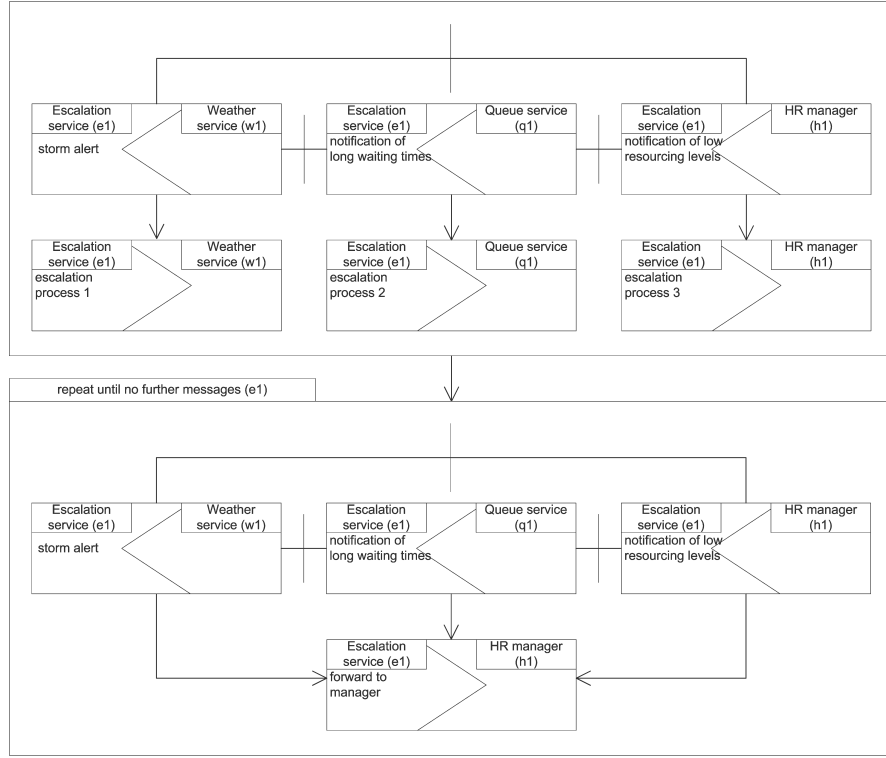 Escalation
service (e1)
Weather
service (w1)
storm alert
Escalation
service (e1)
Queue service
(q1)
notification of
long waiting times
Escalation
service (e1)
HR manager
(h1)
notification of low
resourcing levels
Escalation
service (e1)
Weather
service (w1)
escalation
process 1
Escalation
service (e1)
Queue service
(q1)
escalation
process 2
Escalation
service (e1)
HR manager
(h1)
escalation
process 3
repeat until no further messages (e1)
Escalation
service (e1)
Weather
service (w1)
storm alert
Escalation
service (e1)
Queue service
(q1)
notification of
long waiting times
Escalation
service (e1)
HR manager
(h1)
notification of low
resourcing levels
Escalation
service (e1)
HR manager
(h1)
forward to
manager